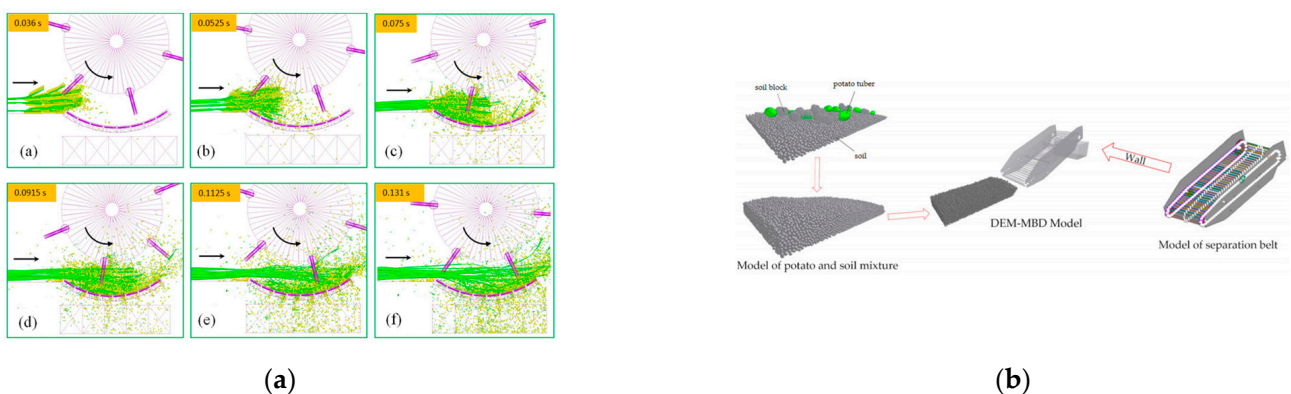 0.036 s
0.0525 s
0.075 s
(a)
(b)
(c)
0.0915 s
0.1125 s
0.131 s
(d)
(e)
(f)
(a)
soil block
potato tuber
soil
Wall
DEM-MBD Model
Model of separation belt
Model of potato and soil mixture
(b)